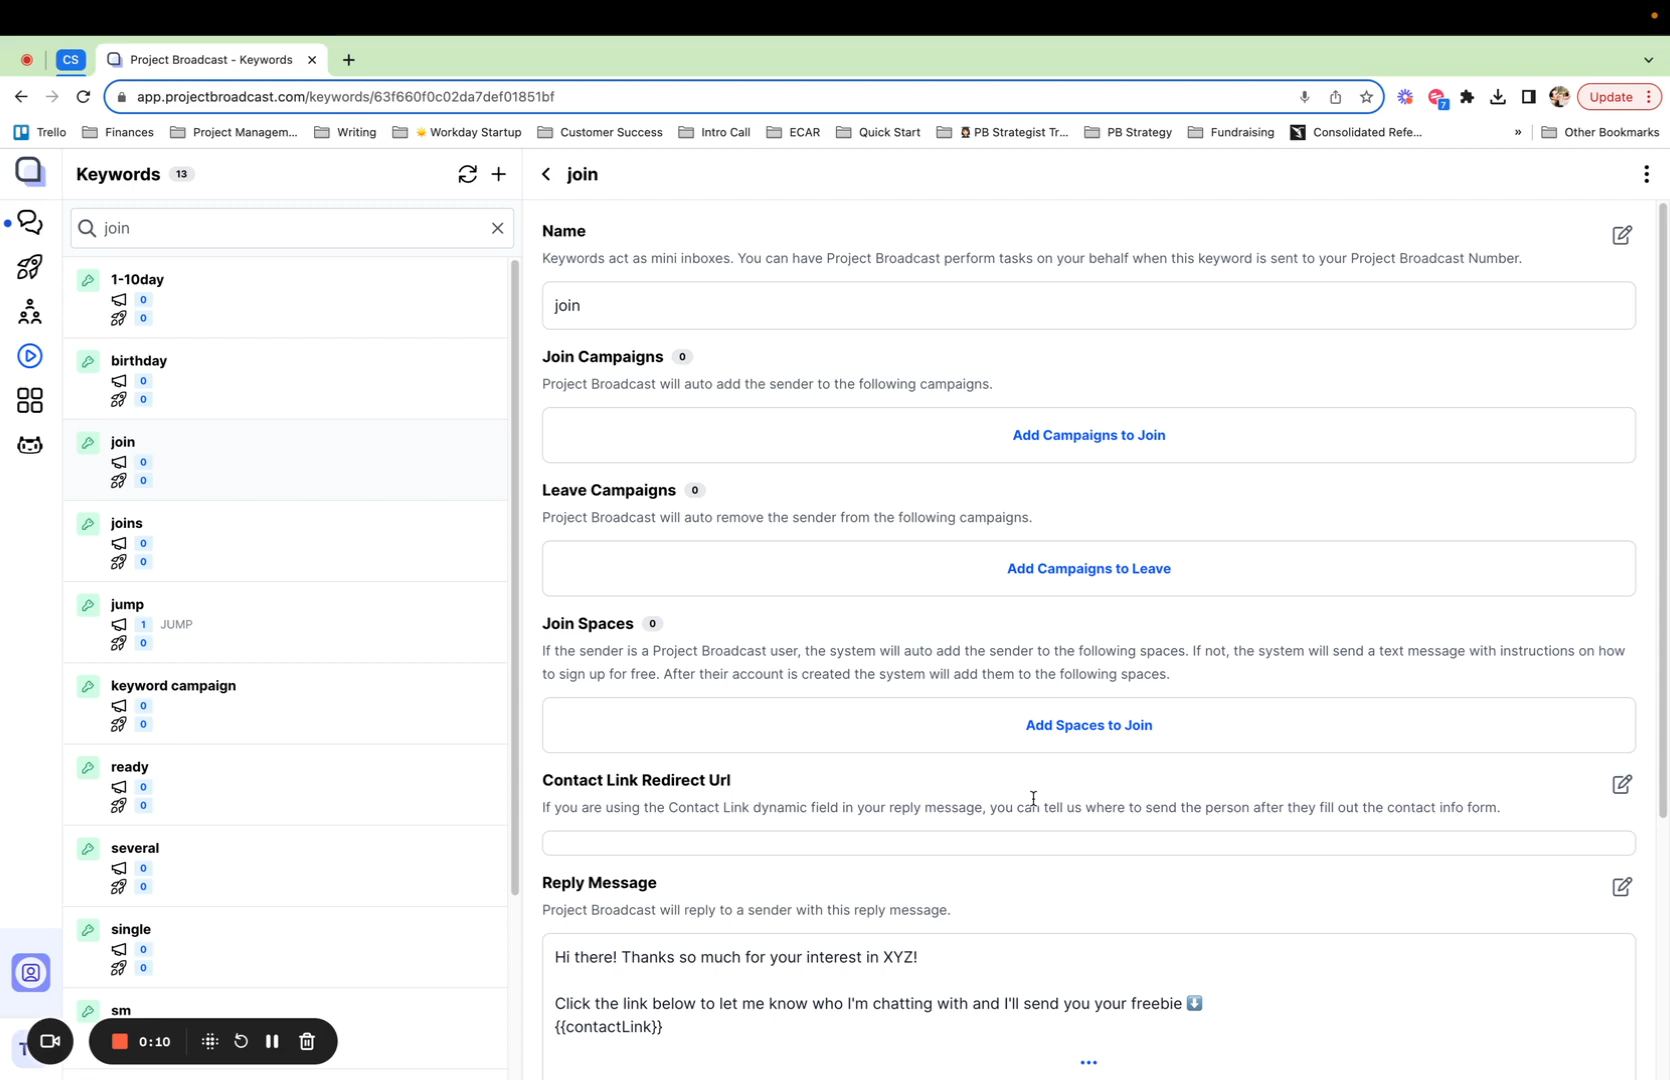 CS
Project Broadcast - Keywords
app.projectbroadcast.com/keywords/63f660f0c02da7def01851bf
7
Update
Trello
Finances
Project Managem...
Writing
Workday Startup
Customer Success
Intro Call
ECAR
Quick Start
PB Strategist Tr...
PB Strategy
Fundraising
Consolidated Refe...
»
Other Bookmarks
Keywords 13
join
1-10day
0
0
birthday
0
0
join
0
0
joins
0
0
jump
1 JUMP
0
keyword campaign
0
0
ready
0
0
several
0
0
single
0
0
sm
T
0:10
join
Name
Keywords act as mini inboxes. You can have Project Broadcast perform tasks on your behalf when this keyword is sent to your Project Broadcast Number.
join
Join Campaigns 0
Project Broadcast will auto add the sender to the following campaigns.
Add Campaigns to Join
Leave Campaigns 0
Project Broadcast will auto remove the sender from the following campaigns.
Add Campaigns to Leave
Join Spaces 0
If the sender is a Project Broadcast user, the system will auto add the sender to the following spaces. If not, the system will send a text message with instructions on how
to sign up for free. After their account is created the system will add them to the following spaces.
Add Spaces to Join
Contact Link Redirect Url
If you are using the Contact Link dynamic field in your reply message, you can tell us where to send the person after they fill out the contact info form.
Reply Message
Project Broadcast will reply to a sender with this reply message.
Hi there! Thanks so much for your interest in XYZ!
Click the link below to let me know who I'm chatting with and I'll send you your freebie ⬇️
{{contactLink}}
...